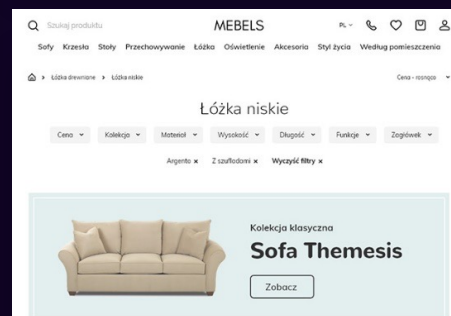 Szukaj produktu MEBELS PL
Sofy Krzesła Stoły Przechowywanie Łóżka Oświetlenie Akcesoria Styl życia Według pomieszczenia
Łóżka drewniane Łóżka niskie Cena - rosnąco
Łóżka niskie
Cena Kolekcja Materiał Wysokość Długość Funkcje Zagłówek
Argento x Z szufladami x Wyczyść filtry x
Kolekcja klasyczna
Sofa Themesis
Zobacz